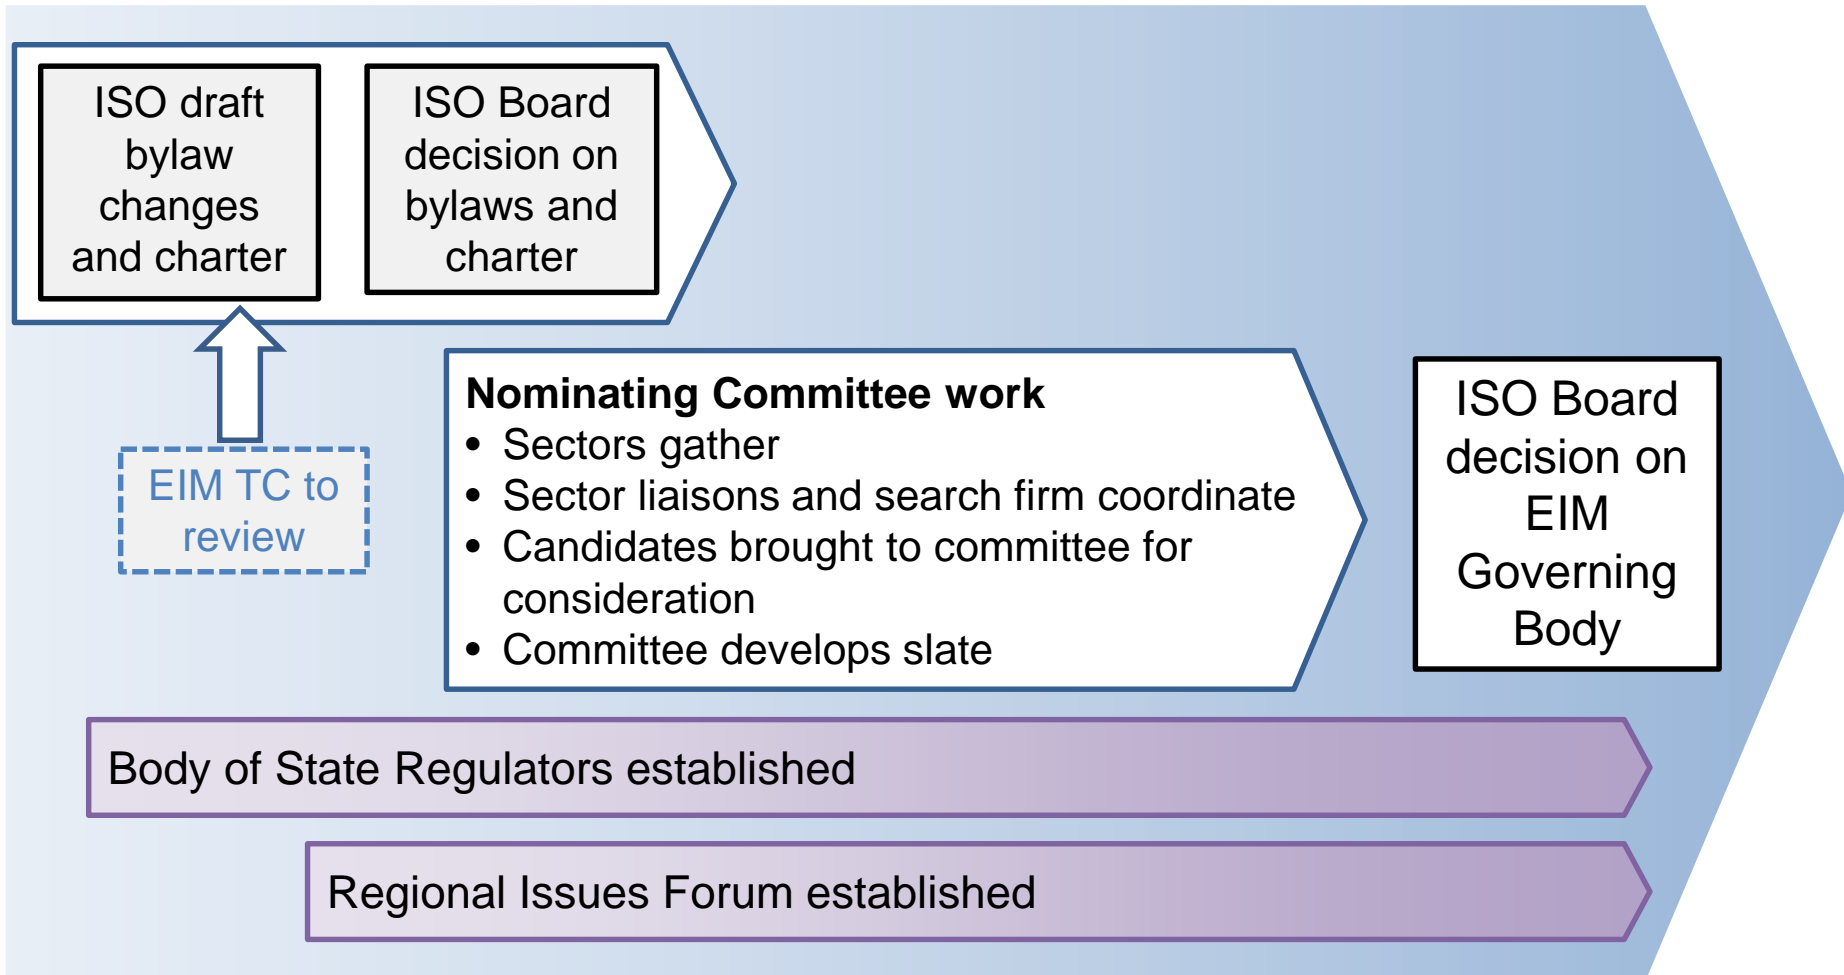 ISO draft
bylaw
changes
and charter
ISO Board
decision on
bylaws and
charter
EIM TC to
review
Nominating Committee work
• Sectors gather
• Sector liaisons and search firm coordinate
• Candidates brought to committee for
consideration
• Committee develops slate
ISO Board
decision on
EIM
Governing
Body
Body of State Regulators established
Regional Issues Forum established